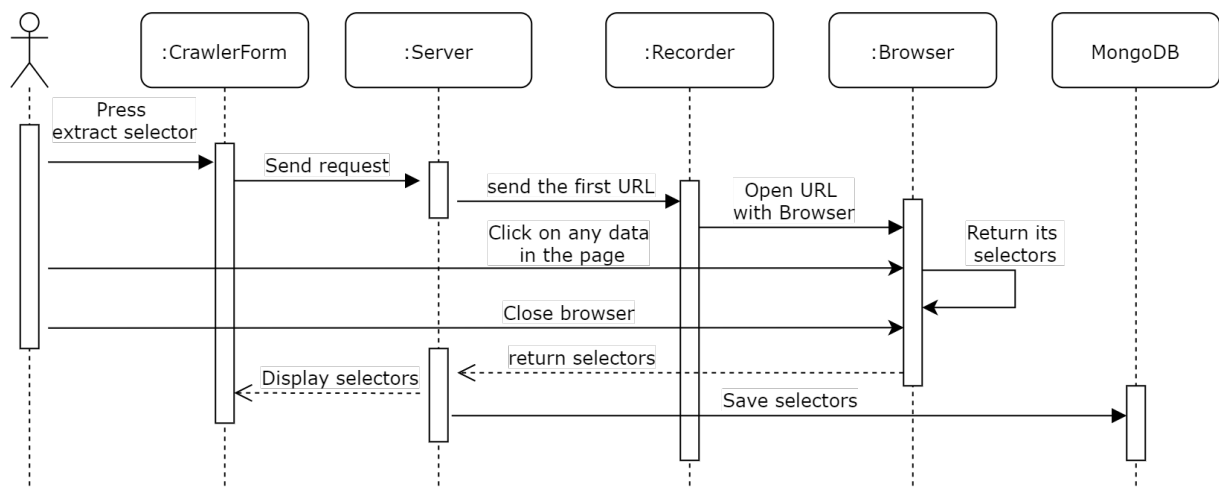 :CrawlerForm
:Server
:Recorder
:Browser
MongoDB
Press
extract selector
Send request
send the first URL
Open URL
with Browser
Click on any data
in the page
Return its
selectors
Close browser
return selectors
Display selectors
Save selectors